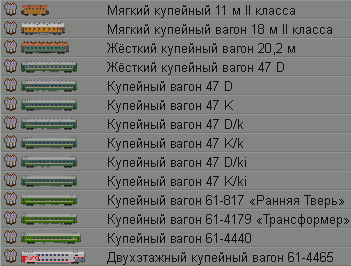 Мягкий купейный 11 м II класса
Мягкий купейный вагон 18 м II класса
Жёсткий купейный вагон 20,2 м
Жёсткий купейный вагон 47 D
Купейный вагон 47 D
Купейный вагон 47 K
Купейный вагон 47 D/k
Купейный вагон 47 K/k
Купейный вагон 47 D/ki
Купейный вагон 47 K/ki
Купейный вагон 61-817 «Ранняя Тверь»
Купейный вагон 61-4179 «Трансформер»
Купейный вагон 61-4440
Двухэтажный купейный вагон 61-4465